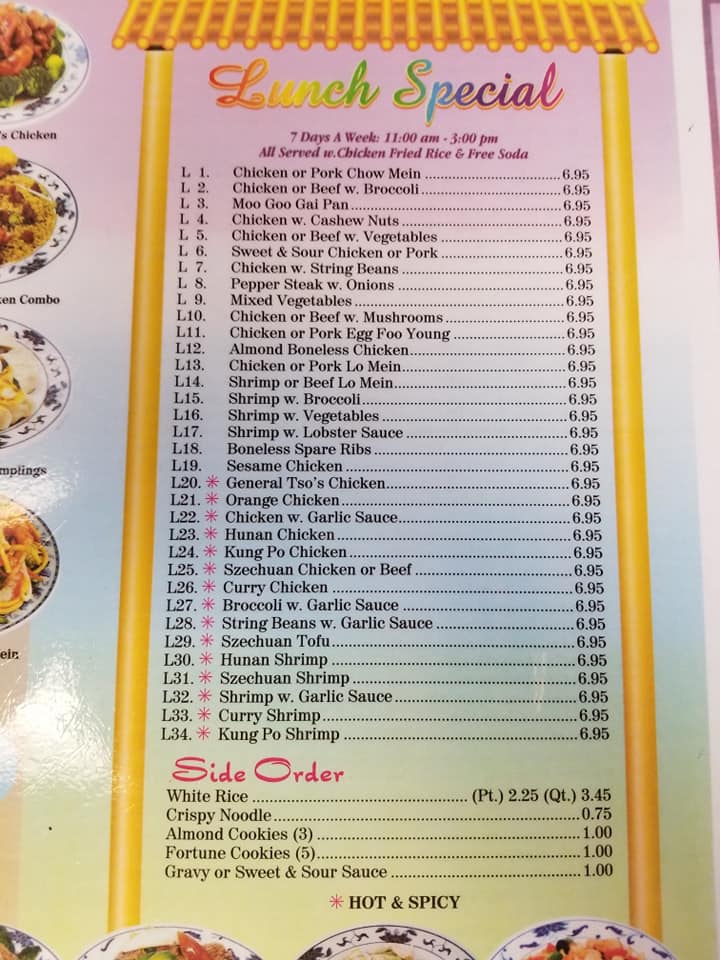 Lunch Special
7 Days A Week: 11:00 am - 3:00 pm
All Served w.Chicken Fried Rice & Free Soda
L 1. Chicken or Pork Chow Mein 6.95
L 2. Chicken or Beef w. Broccoli 6.95
L 3. Moo Goo Gai Pan 6.95
L 4. Chicken w. Cashew Nuts 6.95
L 5. Chicken or Beef w. Vegetables 6.95
L 6. Sweet & Sour Chicken or Pork 6.95
L 7. Chicken w. String Beans 6.95
L 8. Pepper Steak w. Onions 6.95
L 9. Mixed Vegetables 6.95
L10. Chicken or Beef w. Mushrooms 6.95
L11. Chicken or Pork Egg Foo Young 6.95
L12. Almond Boneless Chicken 6.95
L13. Chicken or Pork Lo Mein 6.95
L14. Shrimp or Beef Lo Mein 6.95
L15. Shrimp w. Broccoli 6.95
L16. Shrimp w. Vegetables 6.95
L17. Shrimp w. Lobster Sauce 6.95
L18. Boneless Spare Ribs 6.95
L19. Sesame Chicken 6.95
L20. * General Tso's Chicken 6.95
L21. * Orange Chicken 6.95
L22. * Chicken w. Garlic Sauce 6.95
L23. * Hunan Chicken 6.95
L24. * Kung Po Chicken 6.95
L25. * Szechuan Chicken or Beef 6.95
L26. * Curry Chicken 6.95
L27. * Broccoli w. Garlic Sauce 6.95
L28. * String Beans w. Garlic Sauce 6.95
L29. * Szechuan Tofu 6.95
L30. * Hunan Shrimp 6.95
L31. * Szechuan Shrimp 6.95
L32. * Shrimp w. Garlic Sauce 6.95
L33. * Curry Shrimp 6.95
L34. * Kung Po Shrimp 6.95
Side Order
White Rice (Pt.) 2.25 (Qt.) 3.45
Crispy Noodle 0.75
Almond Cookies (3) 1.00
Fortune Cookies (5) 1.00
Gravy or Sweet & Sour Sauce 1.00
* HOT & SPICY
's Chicken
en Combo
mplings
ein